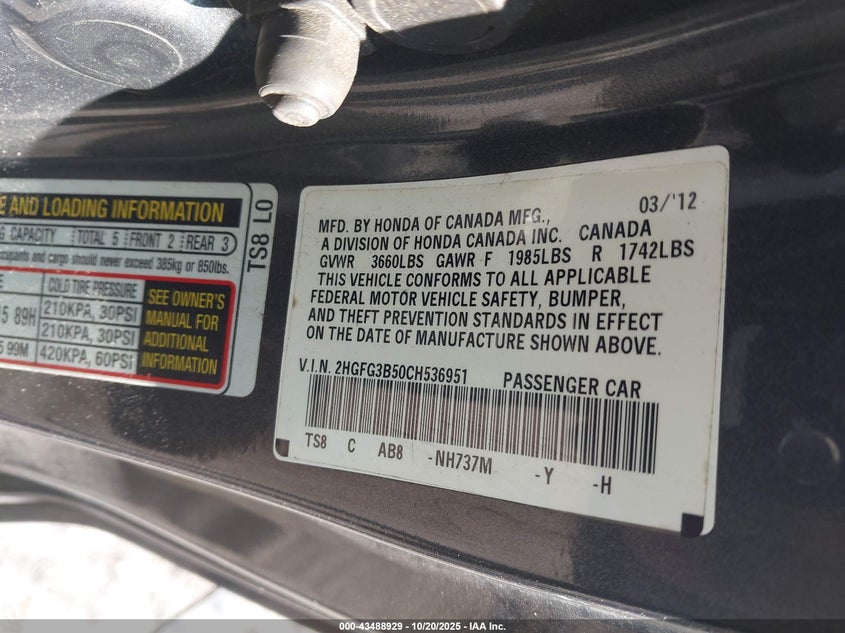 E AND LOADING INFORMATION
G CAPACITY TOTAL 5 FRONT 2 REAR 3
ccupants and cargo should never exceed 385kg or 850lbs.
E COLD TIRE PRESSURE
15 89H 210KPA, 30PSI
210KPA, 30PSI
5 99M 420KPA, 60PSI
SEE OWNER'S
MANUAL FOR
ADDITIONAL
INFORMATION
TS8 L0
03/'12
MFD. BY HONDA OF CANADA MFG.,
A DIVISION OF HONDA CANADA INC. CANADA
GVWR 3660LBS GAWR F 1985LBS R 1742LBS
THIS VEHICLE CONFORMS TO ALL APPLICABLE
FEDERAL MOTOR VEHICLE SAFETY, BUMPER,
AND THEFT PREVENTION STANDARDS IN EFFECT
ON THE DATE OF MANUFACTURE SHOWN ABOVE.
V.I.N. 2HGFG3B50CH536951 PASSENGER CAR
TS8 C AB8 -NH737M -Y -H
000-43488929 - 10/20/2025 - IAA Inc.